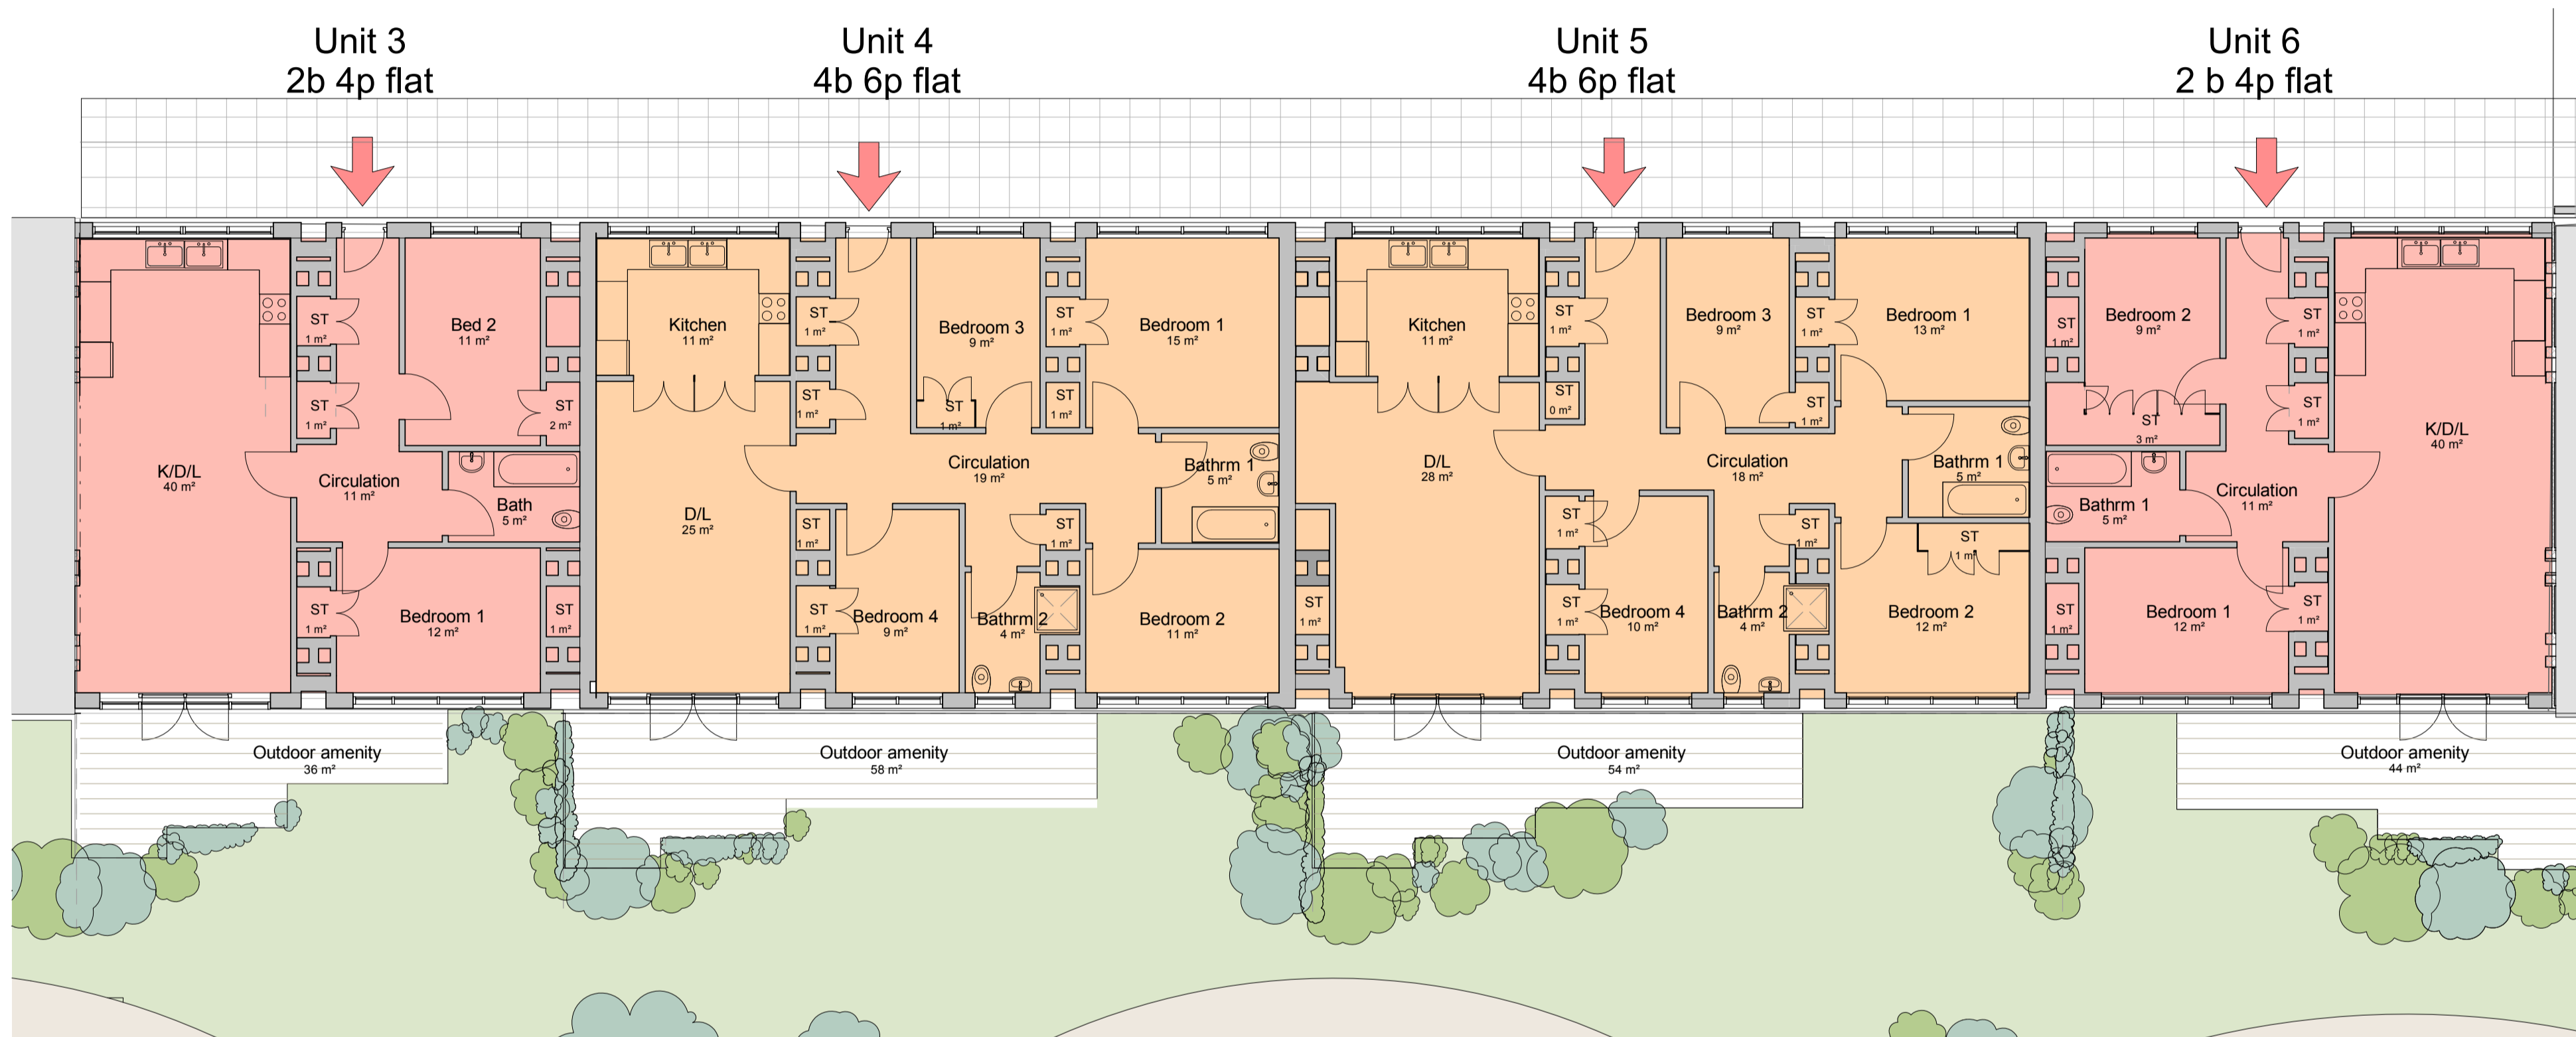 Unit 3
2b 4p flat
Unit 4
4b 6p flat
Unit 5
4b 6p flat
Unit 6
2 b 4p flat
K/D/L
40 m²
ST
1 m²
ST
1 m²
Bed 2
11 m²
ST
2 m²
Circulation
11 m²
Bath
5 m²
ST
1 m²
Bedroom 1
12 m²
ST
1 m²
Outdoor amenity
36 m²
Kitchen
11 m²
ST
1 m²
ST
1 m²
Bedroom 3
9 m²
ST
1 m²
ST
1 m²
ST
1 m²
Bedroom 1
15 m²
D/L
25 m²
Circulation
19 m²
Bathrm 1
5 m²
ST
1 m²
ST
1 m²
ST
1 m²
Bedroom 4
9 m²
Bathrm 2
4 m²
Bedroom 2
11 m²
Outdoor amenity
58 m²
Kitchen
11 m²
ST
1 m²
ST
0 m²
Bedroom 3
9 m²
ST
1 m²
ST
1 m²
Bedroom 1
13 m²
D/L
28 m²
Circulation
18 m²
Bathrm 1
5 m²
ST
1 m²
ST
1 m²
ST
1 m²
ST
1 m²
ST
1 m²
Bedroom 4
10 m²
Bathrm 2
4 m²
Bedroom 2
12 m²
Outdoor amenity
54 m²
ST
1 m²
Bedroom 2
9 m²
ST
1 m²
ST
1 m²
ST
3 m²
K/D/L
40 m²
Bathrm 1
5 m²
Circulation
11 m²
ST
1 m²
Bedroom 1
12 m²
ST
1 m²
Outdoor amenity
44 m²